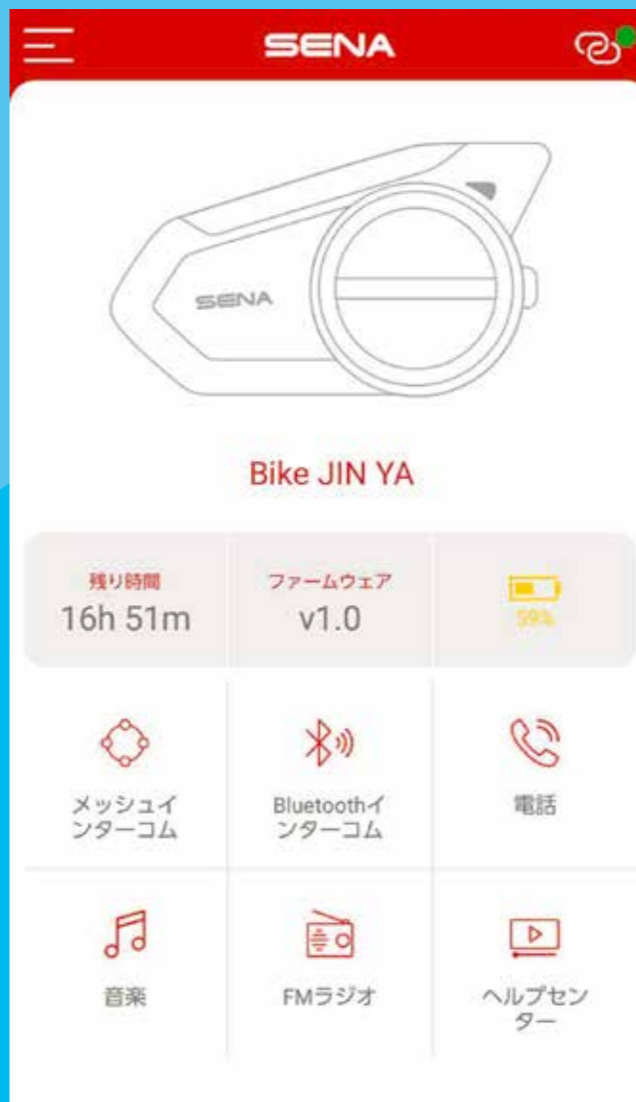 SENA
SENA
Bike JIN YA
残り時間
16h 51m
ファームウェア
v1.0
59%
メッシュイ
ンターコム
Bluetoothイ
ンターコム
電話
音楽
FMラジオ
ヘルプセン
ター